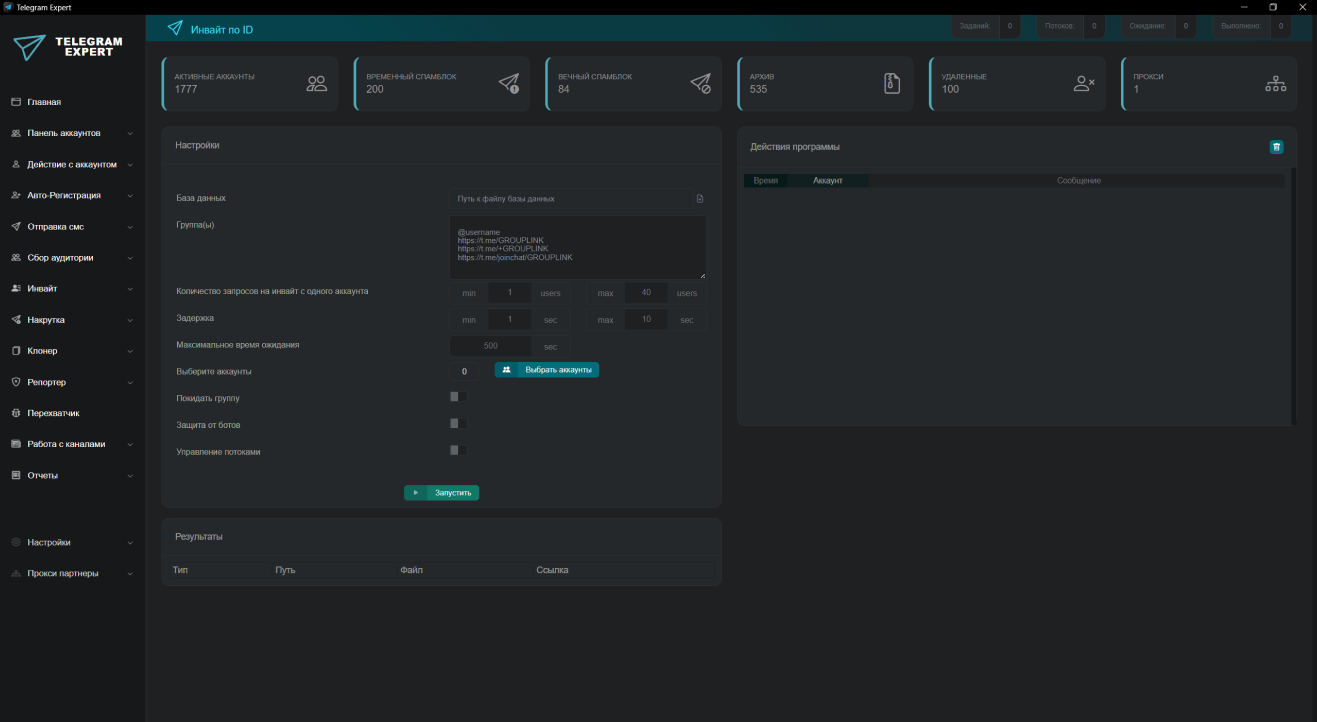 Telegram Expert
TELEGRAM
EXPERT
Главная
Панель аккаунтов
Действие с аккаунтом
Авто-Регистрация
Отправка смс
Сбор аудитории
Инвайт
Накрутка
Клонер
Репортер
Перехватчик
Работа с каналами
Отчеты
Настройки
Прокси партнеры
Инвайт по ID
Заданий: 0
Потоков: 0
Ожидание: 0
Выполнено: 0
АКТИВНЫЕ АККАУНТЫ
1777
ВРЕМЕННЫЙ СПАМБЛОК
200
ВЕЧНЫЙ СПАМБЛОК
84
АРХИВ
535
УДАЛЕННЫЕ
100
ПРОКСИ
1
Настройки
База данных
Путь к файлу базы данных
Группа(ы)
@username
https://t.me/GROUPLINK
https://t.me/+GROUPLINK
https://t.me/joinchat/GROUPLINK
Количество запросов на инвайт с одного аккаунта
min 1 users max 40 users
Задержка
min 1 sec max 10 sec
Максимальное время ожидания
500 sec
Выберите аккаунты
0 Выбрать аккаунты
Покидать группу
Защита от ботов
Управление потоками
Запустить
Результаты
Тип Путь Файл Ссылка
Действия программы
Время Аккаунт Сообщение